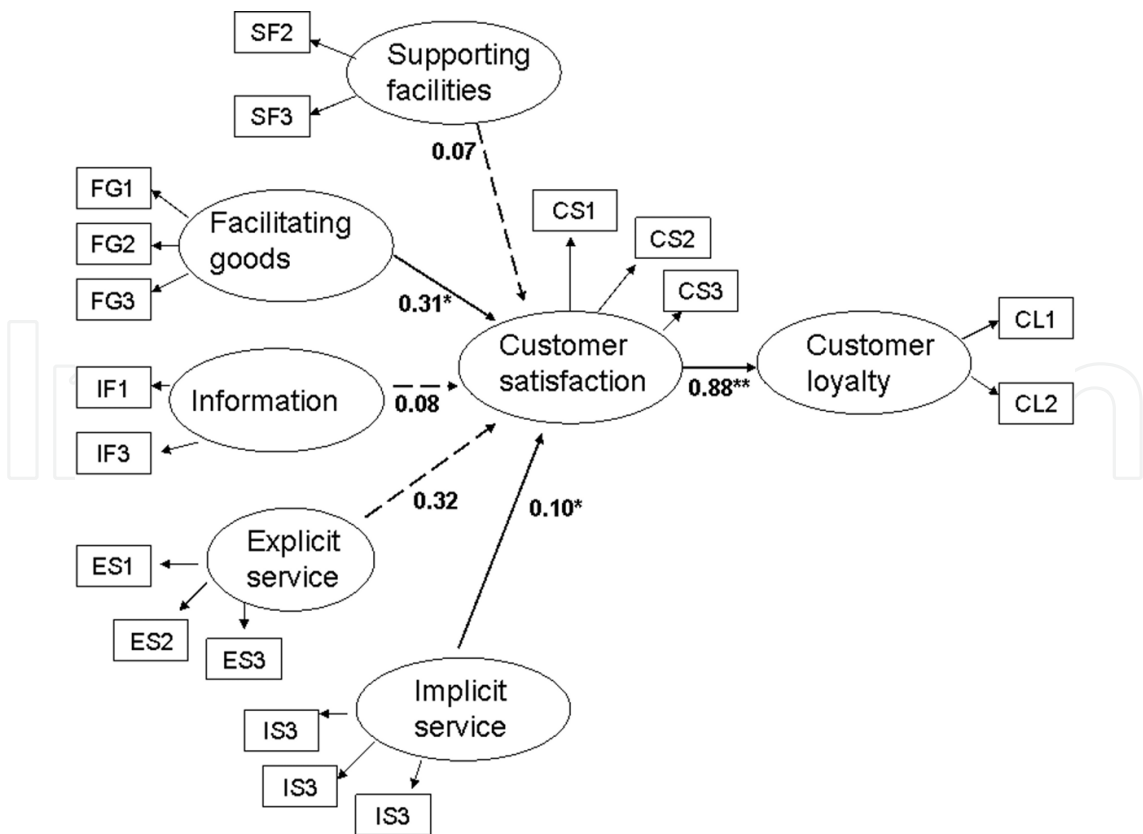 SF2
Supporting
facilities
SF3
0.07
FG1
FG2
FG3
Facilitating
goods
0.31*
CS1
CS2
CS3
IF1
IF3
Information
0.08
Customer
satisfaction
0.88**
Customer
loyalty
CL1
CL2
0.32
0.10*
Explicit
service
ES1
ES2
ES3
Implicit
service
IS3
IS3
IS3